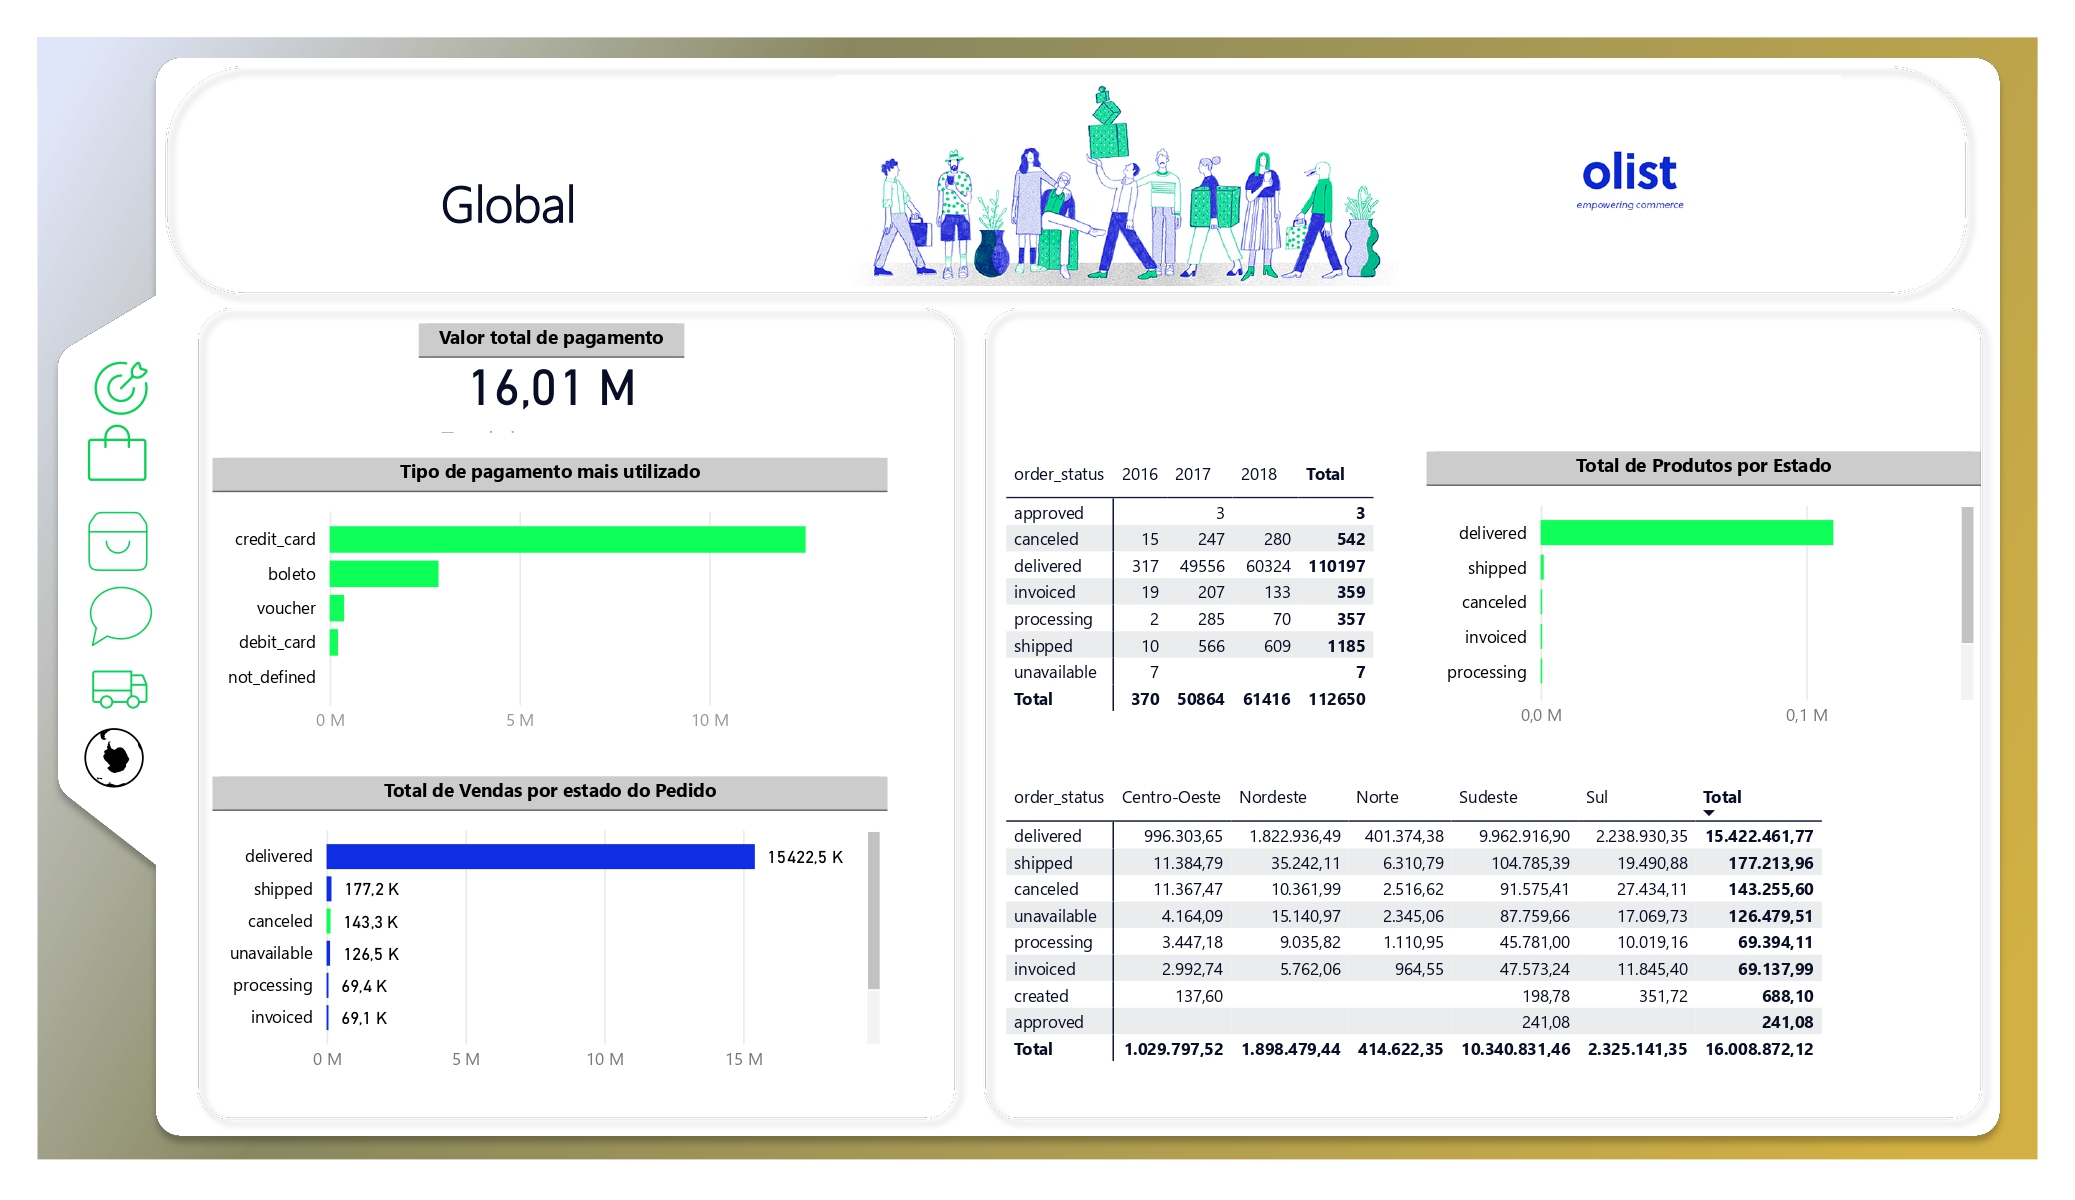 Global
olist
empowering commerce
Valor total de pagamento
16,01 M
Tipo de pagamento mais utilizado
credit_card
boleto
voucher
debit_card
not_defined
0 M 5 M 10 M
Total de Vendas por estado do Pedido
delivered 15422,5 K
shipped 177,2 K
canceled 143,3 K
unavailable 126,5 K
processing 69,4 K
invoiced 69,1 K
0 M 5 M 10 M 15 M
order_status 2016 2017 2018 Total
approved 3 3
canceled 15 247 280 542
delivered 317 49556 60324 110197
invoiced 19 207 133 359
processing 2 285 70 357
shipped 10 566 609 1185
unavailable 7 7
Total 370 50864 61416 112650
Total de Produtos por Estado
delivered
shipped
canceled
invoiced
processing
0,0 M 0,1 M
order_status Centro-Oeste Nordeste Norte Sudeste Sul Total
delivered 996.303,65 1.822.936,49 401.374,38 9.962.916,90 2.238.930,35 15.422.461,77
shipped 11.384,79 35.242,11 6.310,79 104.785,39 19.490,88 177.213,96
canceled 11.367,47 10.361,99 2.516,62 91.575,41 27.434,11 143.255,60
unavailable 4.164,09 15.140,97 2.345,06 87.759,66 17.069,73 126.479,51
processing 3.447,18 9.035,82 1.110,95 45.781,00 10.019,16 69.394,11
invoiced 2.992,74 5.762,06 964,55 47.573,24 11.845,40 69.137,99
created 137,60 198,78 351,72 688,10
approved 241,08 241,08
Total 1.029.797,52 1.898.479,44 414.622,35 10.340.831,46 2.325.141,35 16.008.872,12